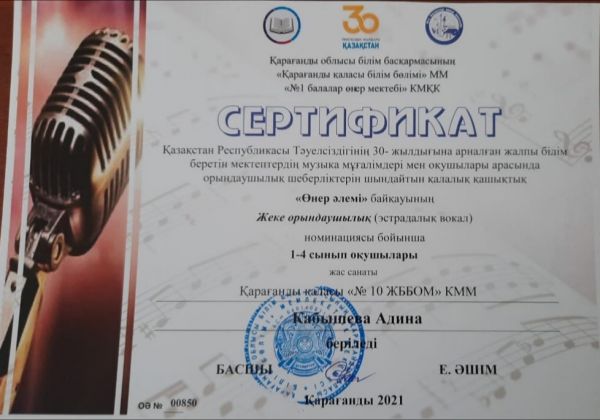 30
ҚАЗАҚСТАН
Қарағанды облысы білім басқармасының
«Қарағанды қаласы білім бөлімі» ММ
«№1 балалар өнер мектебі» КМҚК
СЕРТИФИКАТ
Қазақстан Республикасы Тәуелсіздігінің 30- жылдығына арналған жалпы білім
беретін мектептердің музыка мұғалімдері мен оқушылары арасында
орындаушылық шеберліктерін шыңдайтын қалалық қашықтық
«Өнер әлемі» байқауының
Жеке орындаушылық (эстрадалық вокал)
номинациясы бойынша
1-4 сынып оқушылары
жас санаты
Қарағанды қаласы «№ 10 ЖББОМ» КММ
Кабышева Адина
беріледі
Е. ӘШІМ
ОӘ № 00850
Қарағанды 2021